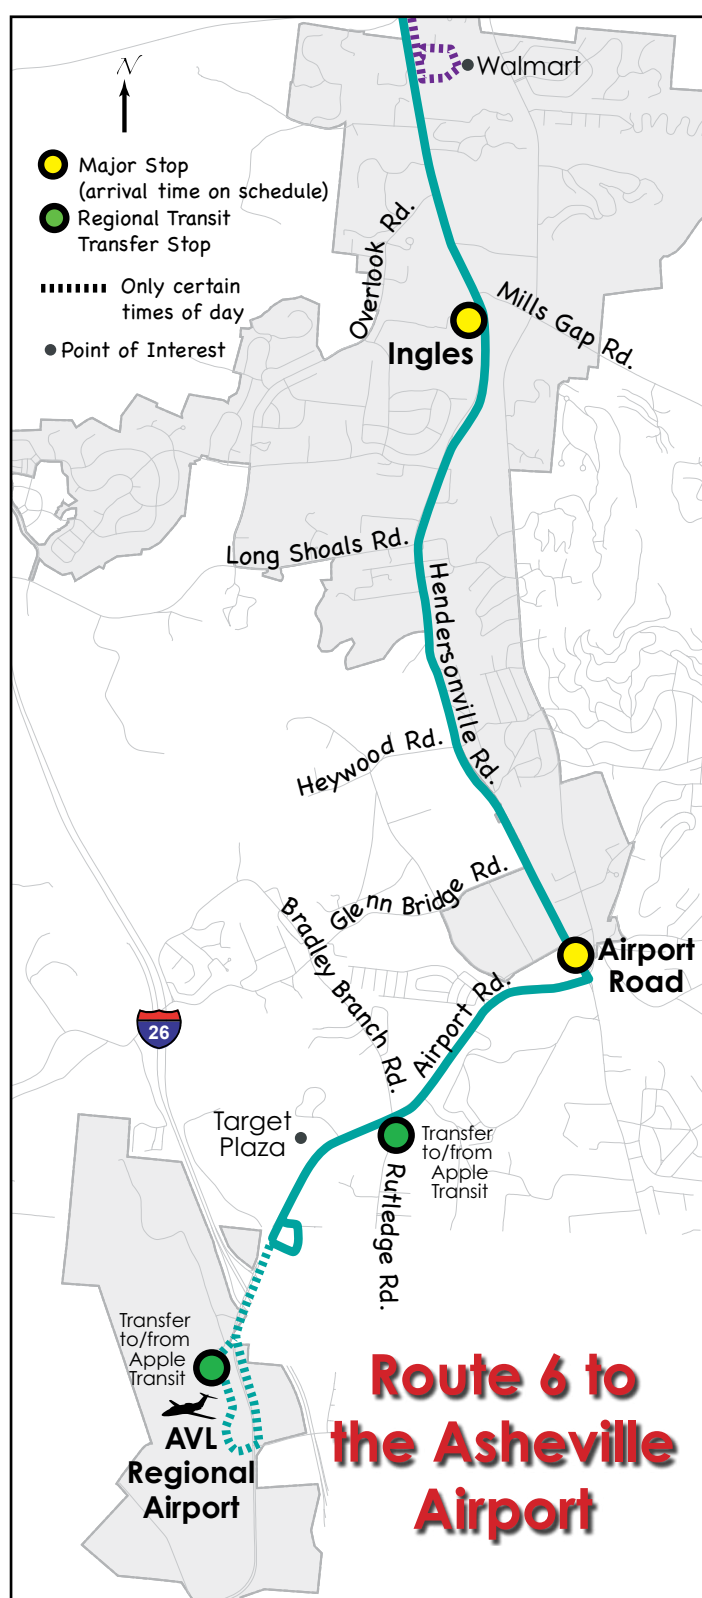 Walmart
N
Major Stop
(arrival time on schedule)
Regional Transit
Transfer Stop
Only certain
times of day
Point of Interest
Overlook Rd.
Mills Gap Rd.
Ingles
Long Shoals Rd.
Hendersonville Rd.
Heywood Rd.
Glenn Bridge Rd.
Bradley Branch Rd.
Airport
Road
Airport Rd.
26
Target
Plaza
Transfer
to/from
Apple
Transit
Rutledge Rd.
Transfer
to/from
Apple
Transit
AVL
Regional
Airport
Route 6 to
the Asheville
Airport